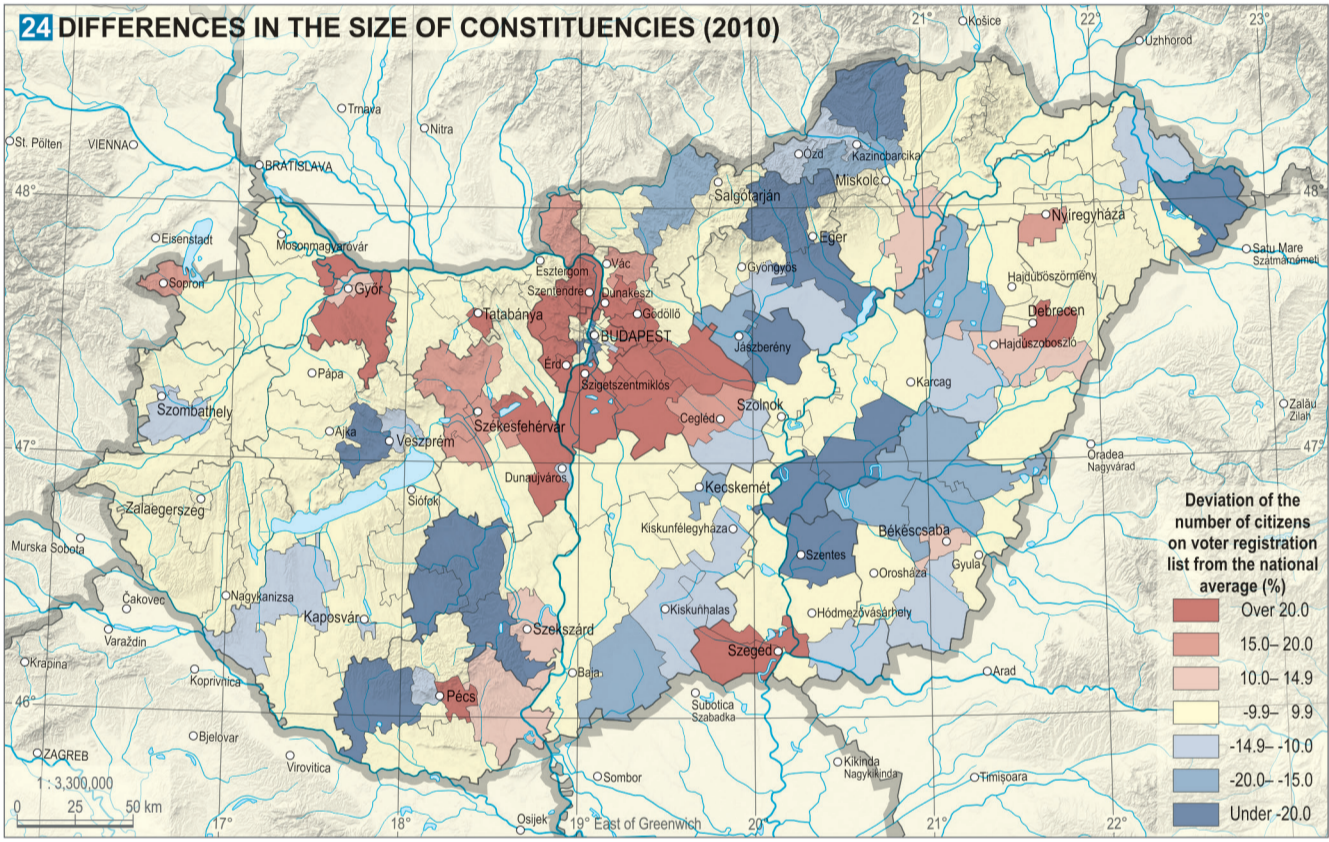 24 DIFFERENCES IN THE SIZE OF CONSTITUENCIES (2010)
21°
22°
23°
Košice
Uzhhorod
Trnava
Nitra
St. Pölten
VIENNA
BRATISLAVA
Ózd
Kazincbarcika
Miskolc
48°
48°
Salgótarján
Nyíregyháza
Eger
Eisenstadt
Mosonmagyaróvár
Satu Mare
Szatmárnémeti
Esztergom
Vác
Gyöngyös
Hajdúböszörmény
Sopron
Győr
Szentendre
Dunakeszi
Tatabánya
Gödöllő
Debrecen
BUDAPEST
Jászberény
Hajdúszoboszló
Érd
Pápa
Szigetszentmiklós
Karcag
Szombathely
Székesfehérvár
Cegléd
Szolnok
Zalău
Zilah
Ajka
Veszprém
47°
47°
Oradea
Nagyvárad
Dunaújváros
Siófok
Kecskemét
Zalaegerszeg
Kiskunfélegyháza
Békéscsaba
Murska Sobota
Szentes
Gyula
Orosháza
Čakovec
Nagykanizsa
Kaposvár
Kiskunhalas
Hódmezővásárhely
Varaždin
Szekszárd
Szeged
Krapina
Koprivnica
Baja
Arad
46°
Pécs
Subotica
Szabadka
Bjelovar
ZAGREB
Virovitica
Sombor
Kikinda
Nagykikinda
Timişoara
1 : 3,300,000
0 25 50 km
Osijek
17°
18°
19° East of Greenwich
20°
21°
22°
Deviation of the
number of citizens
on voter registration
list from the national
average (%)
Over 20.0
15.0– 20.0
10.0– 14.9
-9.9– 9.9
-14.9– -10.0
-20.0– -15.0
Under -20.0